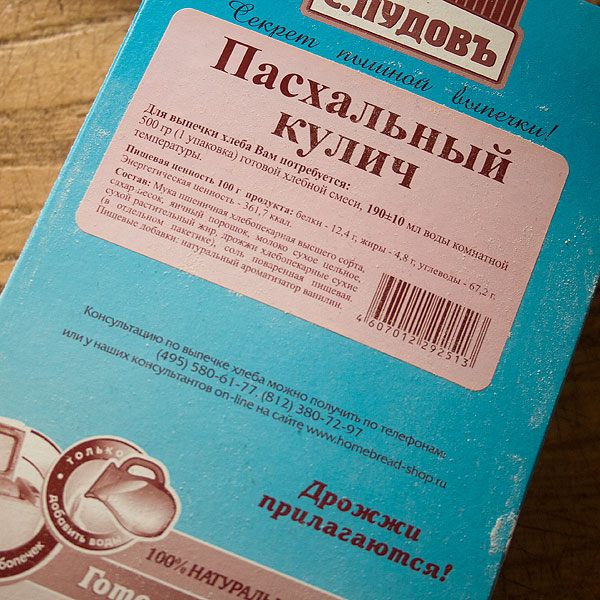 С.ПУДОВЪ
Секрет пышной выпечки!
Пасхальный
кулич
Для выпечки хлеба Вам потребуется:
500 гр (1 упаковка) готовой хлебной смеси, 190±10 мл воды комнатной
температуры.
Пищевая ценность 100 г продукта: белки - 12,4 г, жиры - 4,8 г, углеводы - 67,2 г.
Энергетическая ценность - 361,7 ккал.
Состав: Мука пшеничная хлебопекарная высшего сорта,
сахар-песок, яичный порошок, молоко сухое цельное,
сухой растительный жир, дрожжи хлебопекарные сухие
(в отдельном пакетике), соль поваренная пищевая.
Пищевые добавки: натуральный ароматизатор ванилин.
4 607012 292513
Консультацию по выпечке хлеба можно получить по телефонам:
(495) 580-61-77, (812) 380-72-97
или у наших консультантов on-line на сайте www.homebread-shop.ru
• ТОЛЬКО •
добавить воды
Дрожжи
прилагаются!
100% НАТУРАЛЬ